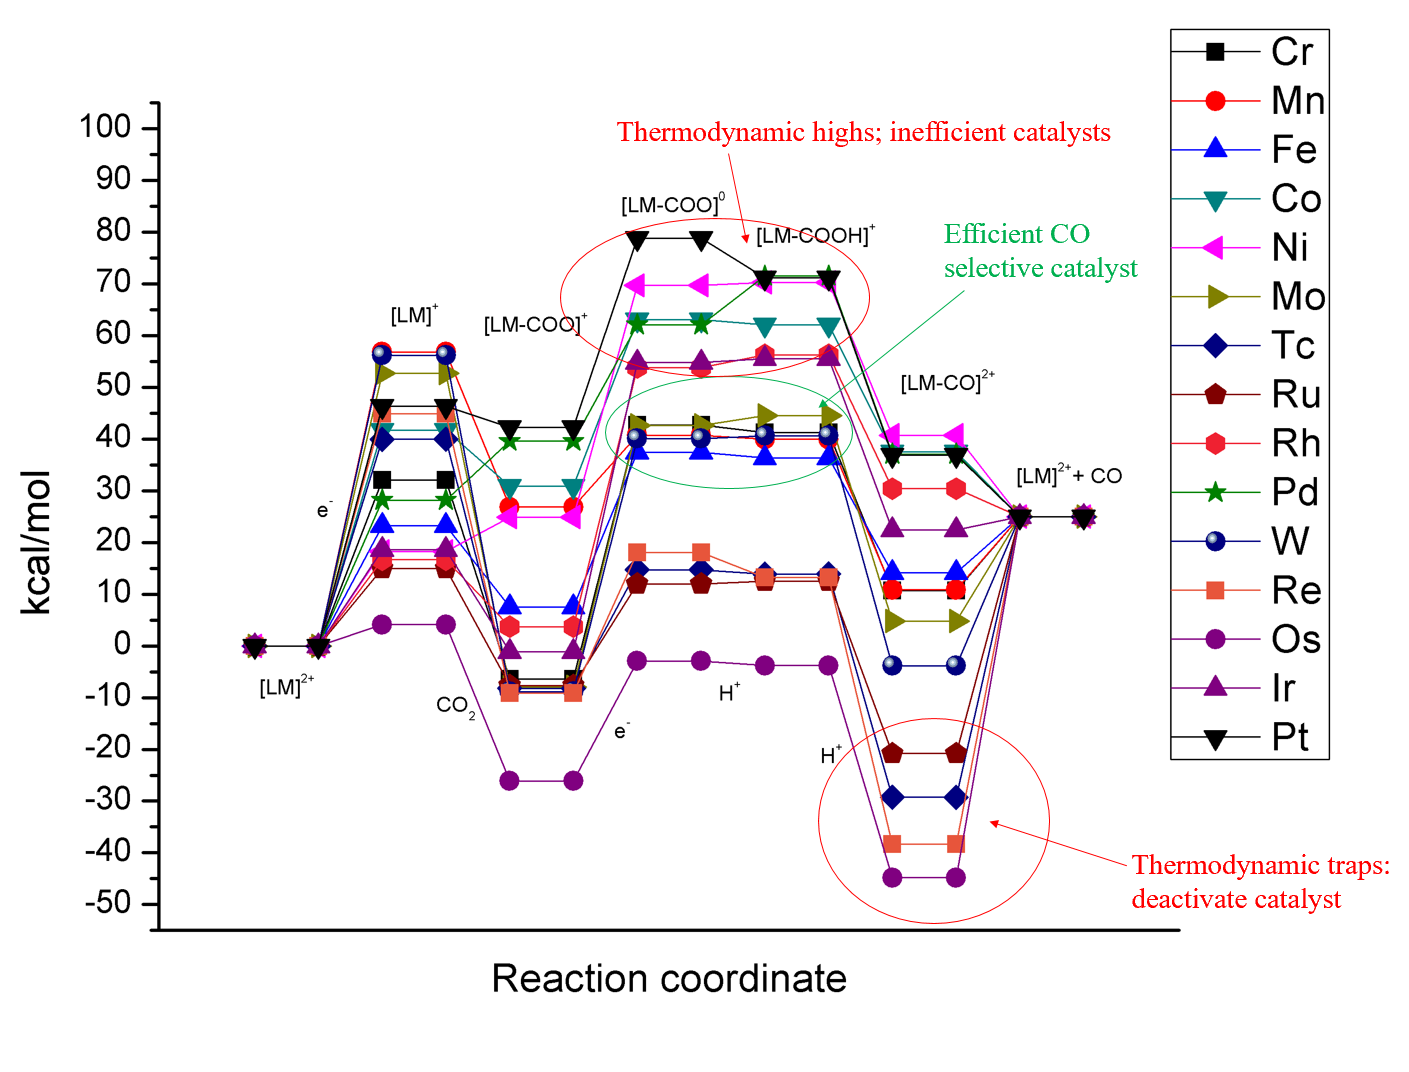 Thermodynamic highs; inefficient catalysts
[LM-COO]⁰
[LM-COOH]⁺
Efficient CO
selective catalyst
[LM]⁺
[LM-COO]⁺
[LM-CO]²⁺
[LM]²⁺+ CO
e⁻
[LM]²⁺
CO₂
e⁻
H⁺
H⁺
Thermodynamic traps:
deactivate catalyst
kcal/mol
100
90
80
70
60
50
40
30
20
10
0
-10
-20
-30
-40
-50
Reaction coordinate
Cr
Mn
Fe
Co
Ni
Mo
Tc
Ru
Rh
Pd
W
Re
Os
Ir
Pt